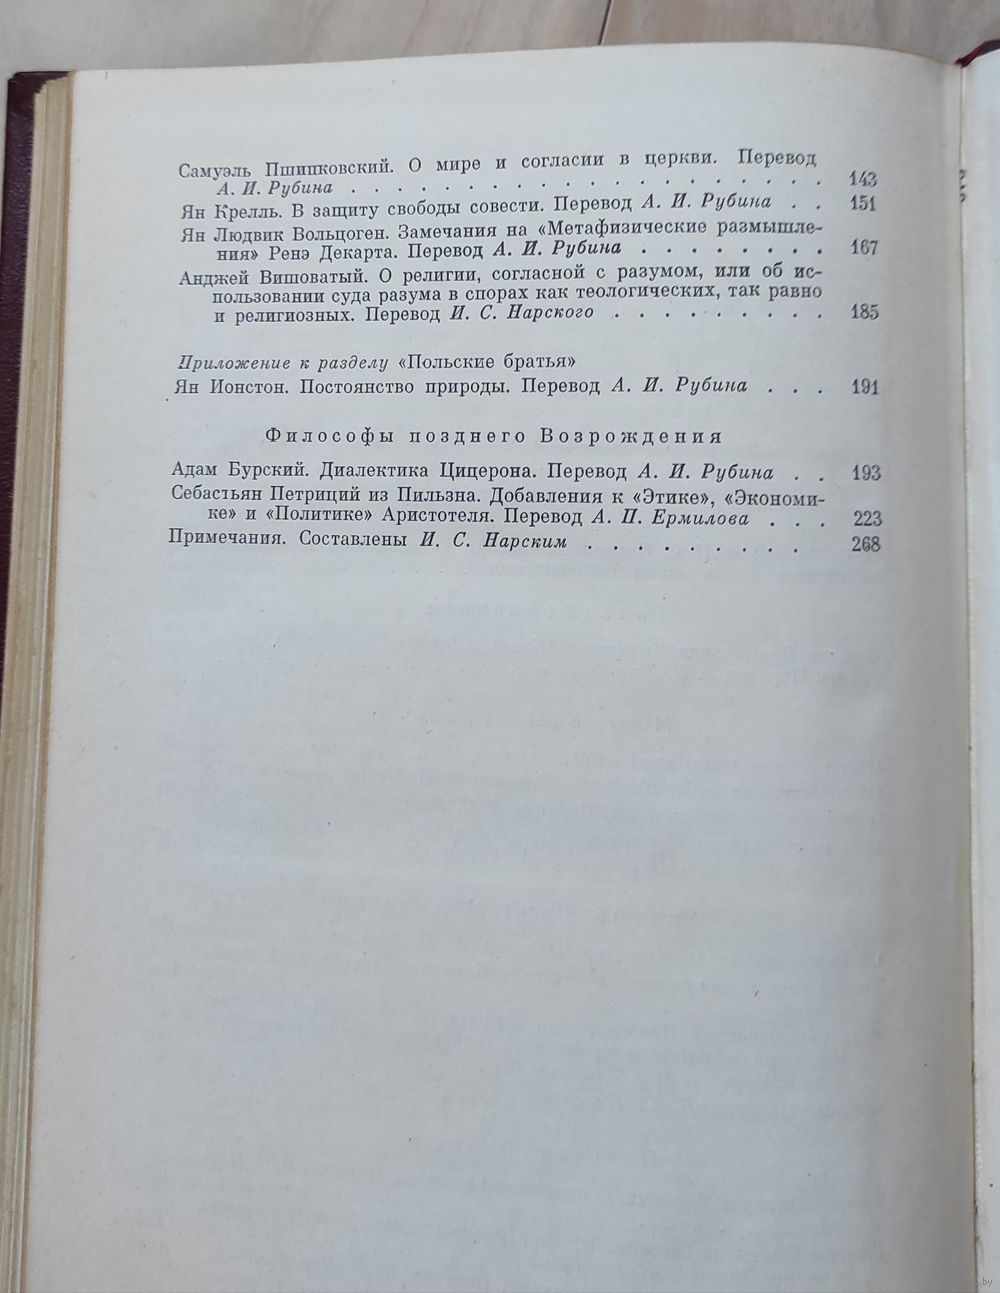 Самуэль Пшипковский. О мире и согласии в церкви. Перевод
А. И. Рубина . . . . . . . . . . . . . . . . . . . . 143
Ян Крелль. В защиту свободы совести. Перевод А. И. Рубина . . 151
Ян Людвик Вольцоген. Замечания на «Метафизические размышле-
ния» Ренэ Декарта. Перевод А. И. Рубина . . . . . . . . 167
Анджей Вишоватый. О религии, согласной с разумом, или об ис-
пользовании суда разума в спорах как теологических, так равно
и религиозных. Перевод И. С. Нарского . . . . . . . . . 185
Приложение к разделу «Польские братья»
Ян Ионстон. Постоянство природы. Перевод А. И. Рубина . . . 191
Философы позднего Возрождения
Адам Бурский. Диалектика Цицерона. Перевод А. И. Рубина . . 193
Себастьян Петриций из Пильзна. Добавления к «Этике», «Экономи-
ке» и «Политике» Аристотеля. Перевод А. П. Ермилова . . . 223
Примечания. Составлены И. С. Нарским . . . . . . . . . 268